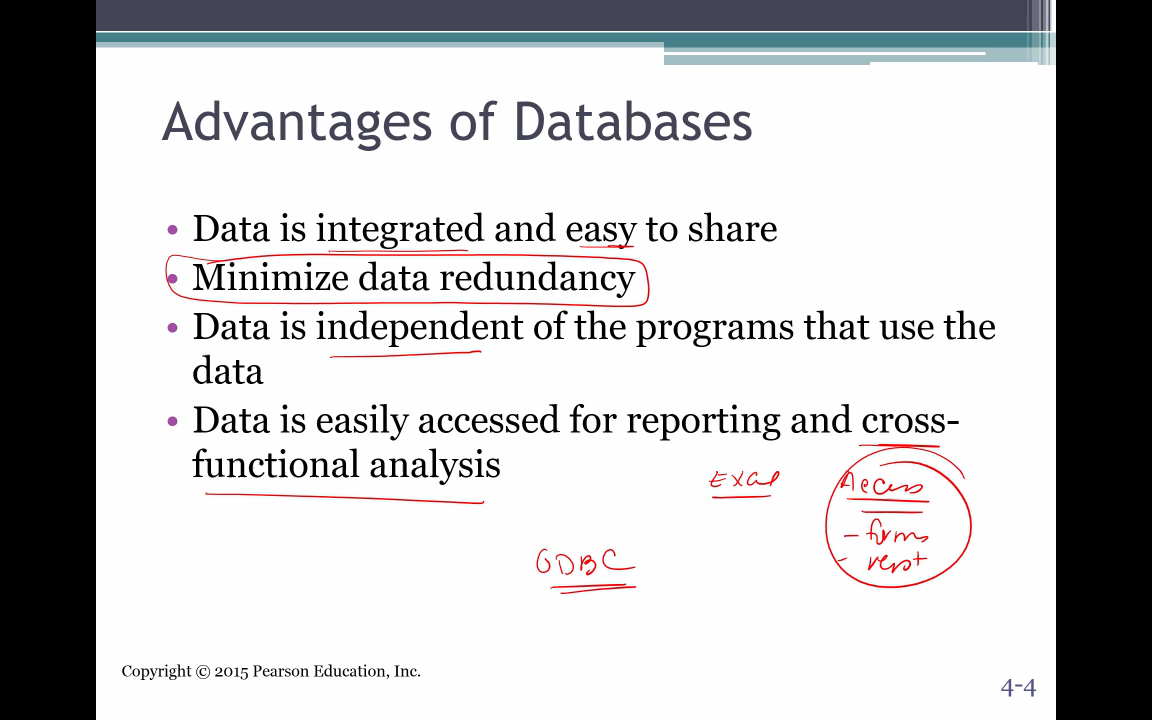 Advantages of Databases
• Data is integrated and easy to share
• Minimize data redundancy
• Data is independent of the programs that use the
data
• Data is easily accessed for reporting and cross-
functional analysis
Excel
Access
- forms
ODBC
Copyright © 2015 Pearson Education, Inc.
4-4